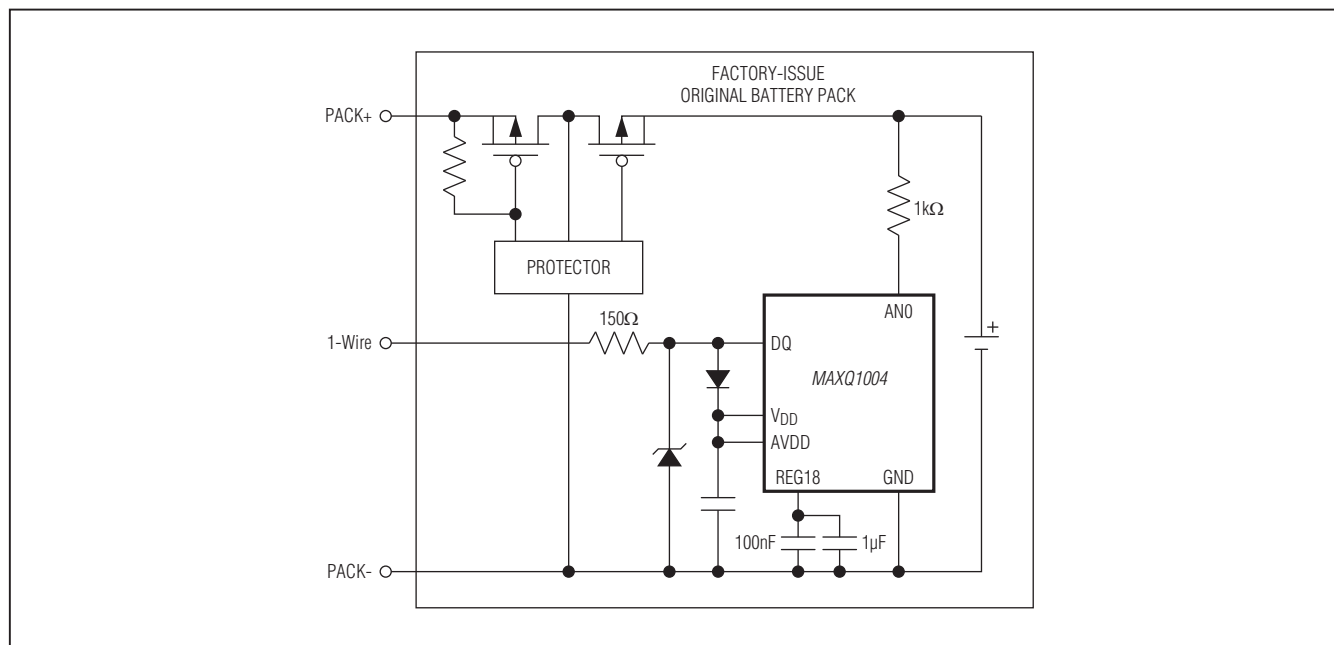 FACTORY-ISSUE
ORIGINAL BATTERY PACK
PACK+
1kΩ
PROTECTOR
AN0
150Ω
+
1-Wire
DQ
MAXQ1004
VDD
AVDD
REG18
GND
100nF
1µF
PACK-